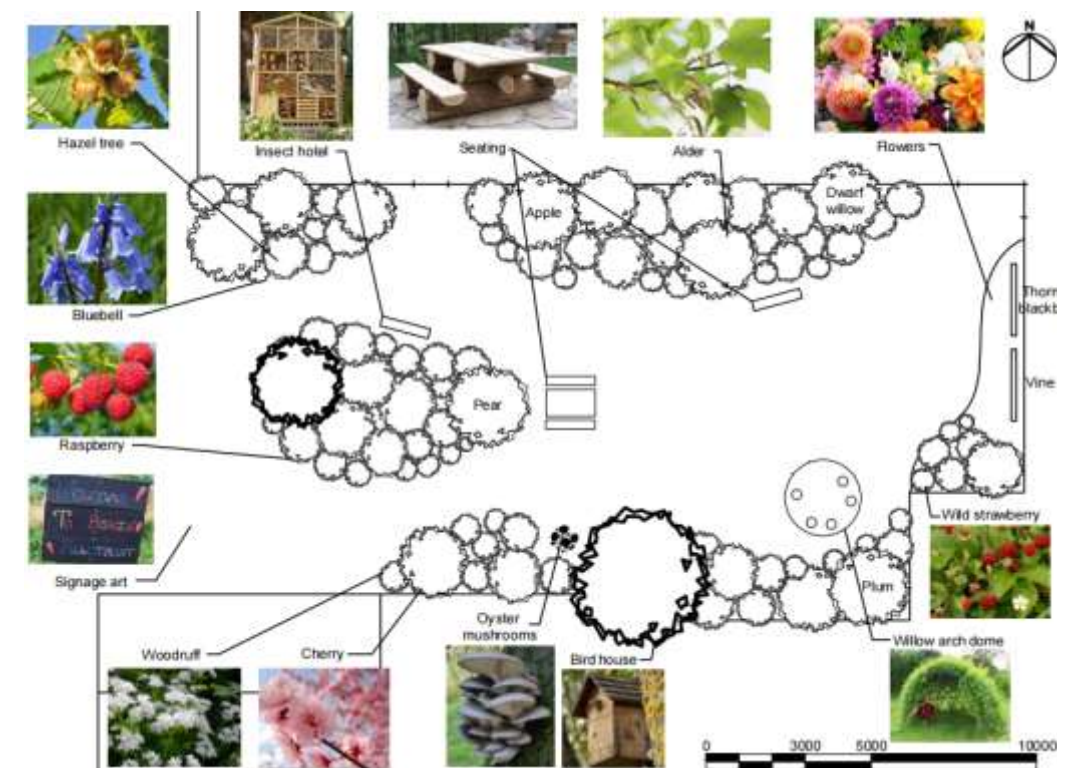 N
Hazel tree
Insect hotel
Seating
Alder
Flowers
Apple
Dwarf
willow
Bluebell
Thorn
blackb
Pear
Vine
Raspberry
Wild strawberry
Signage art
Plum
Oyster
mushrooms
Willow arch dome
Woodruff
Cherry
Bird house
0
3000
5000
10000